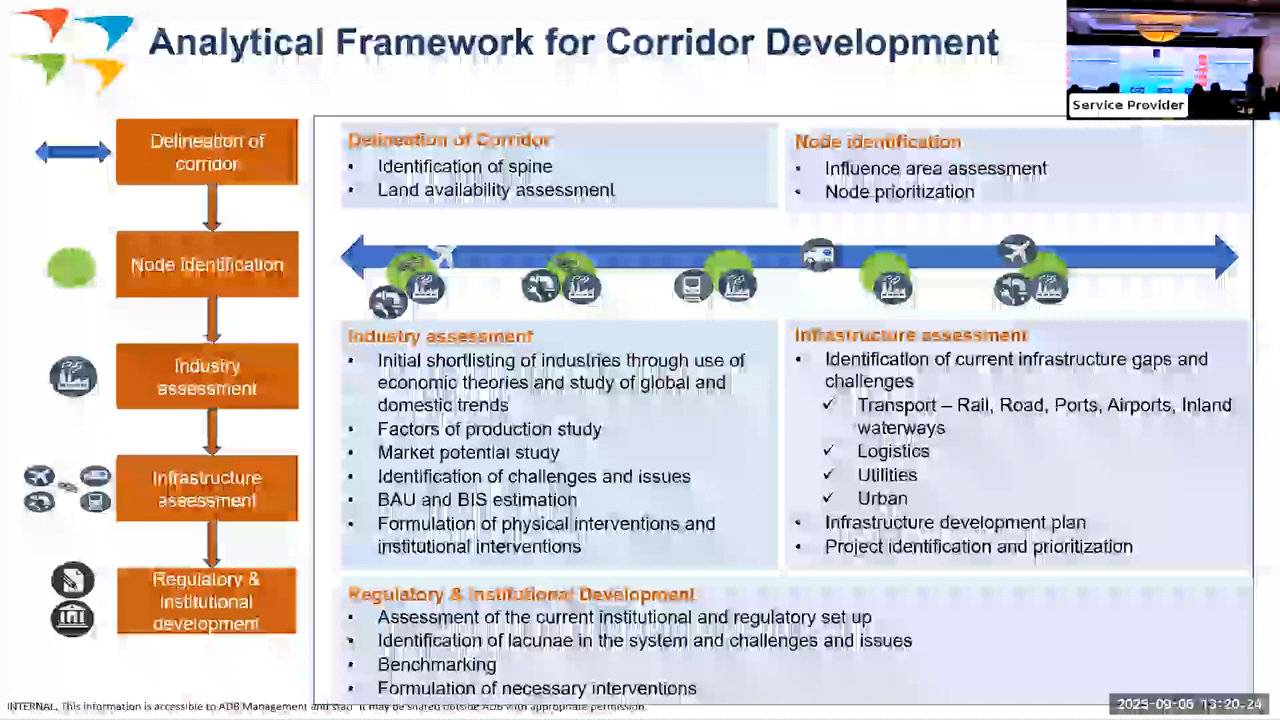 Analytical Framework for Corridor Development
Service Provider
Delineation of
corridor
Node identification
Industry
assessment
Infrastructure
assessment
Regulatory &
Institutional
development
Delineation of Corridor
• Identification of spine
• Land availability assessment
Node identification
• Influence area assessment
• Node prioritization
Industry assessment
• Initial shortlisting of industries through use of
economic theories and study of global and
domestic trends
• Factors of production study
• Market potential study
• Identification of challenges and issues
• BAU and BIS estimation
• Formulation of physical interventions and
institutional interventions
Infrastructure assessment
• Identification of current infrastructure gaps and
challenges
✓ Transport – Rail, Road, Ports, Airports, Inland
waterways
✓ Logistics
✓ Utilities
✓ Urban
• Infrastructure development plan
• Project identification and prioritization
Regulatory & Institutional Development
• Assessment of the current institutional and regulatory set up
• Identification of lacunae in the system and challenges and issues
• Benchmarking
• Formulation of necessary interventions
INTERNAL. This information is accessible to ADB Management and staff. It may be shared outside ADB with appropriate permission.
2025-09-06 13:20:24